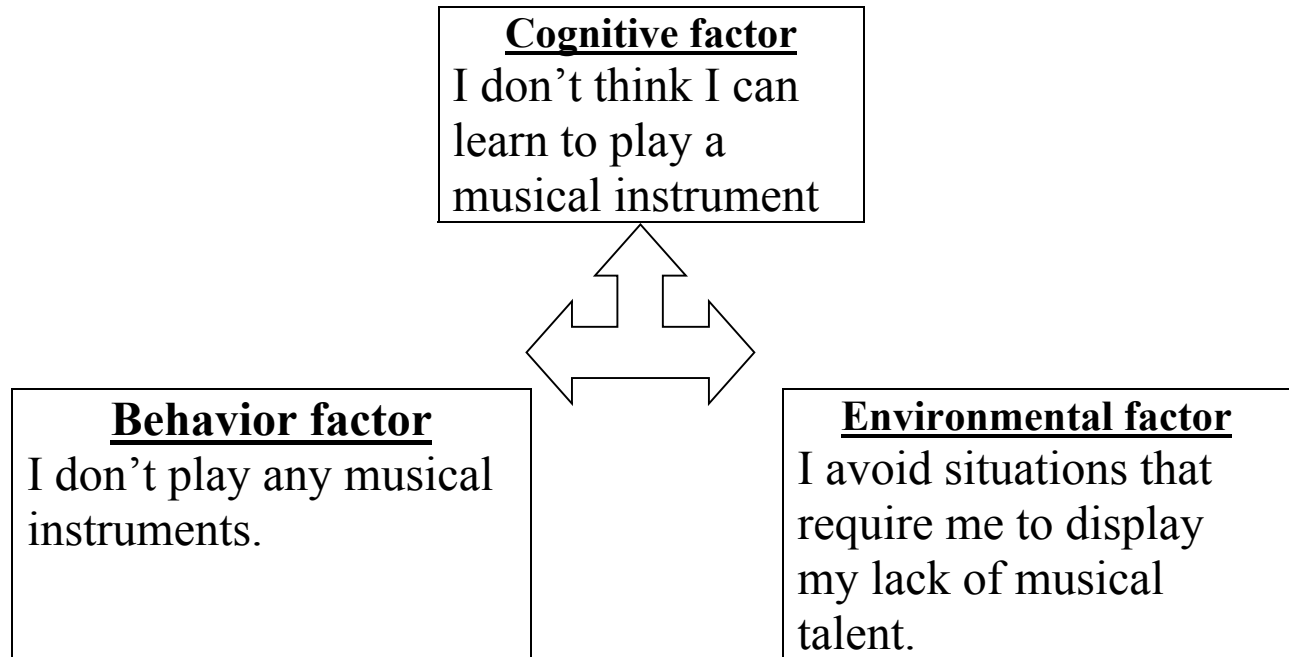 Cognitive factor
I don’t think I can
learn to play a
musical instrument
Behavior factor
I don’t play any musical
instruments.
Environmental factor
I avoid situations that
require me to display
my lack of musical
talent.